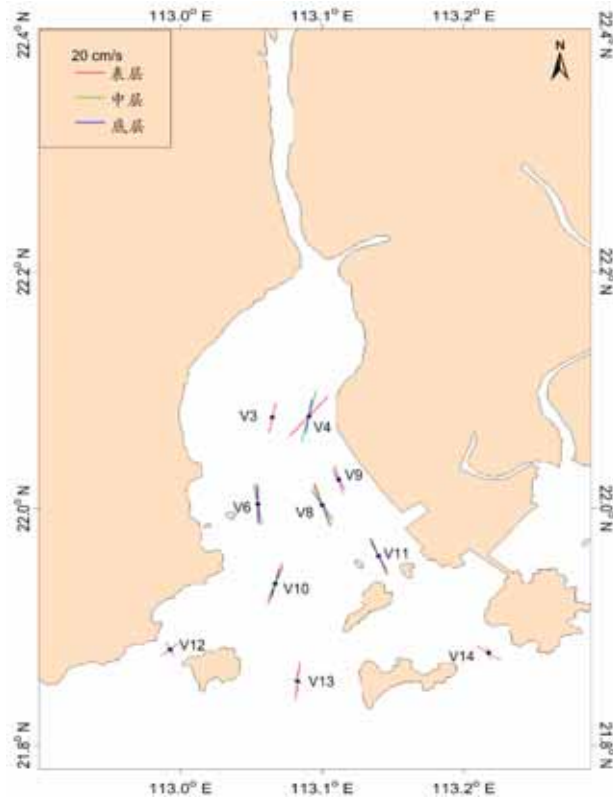 113.0° E 113.1° E 113.2° E
22.4° N 22.4° N
20 cm/s
表层
中层
底层
N
22.2° N 22.2° N
V3
V4
V9
22.0° N 22.0° N
V6
V8
V11
V10
V12
V14
V13
21.8° N 21.8° N
113.0° E 113.1° E 113.2° E